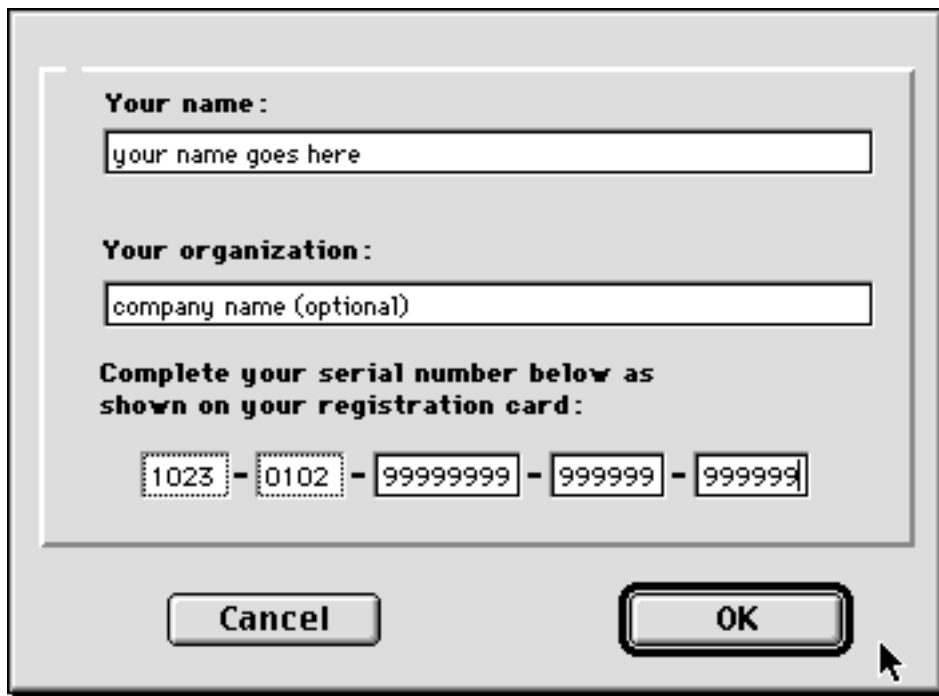 Your name:
your name goes here
Your organization:
company name (optional)
Complete your serial number below as
shown on your registration card:
1023 - 0102 - 99999999 - 999999 - 999999
Cancel OK